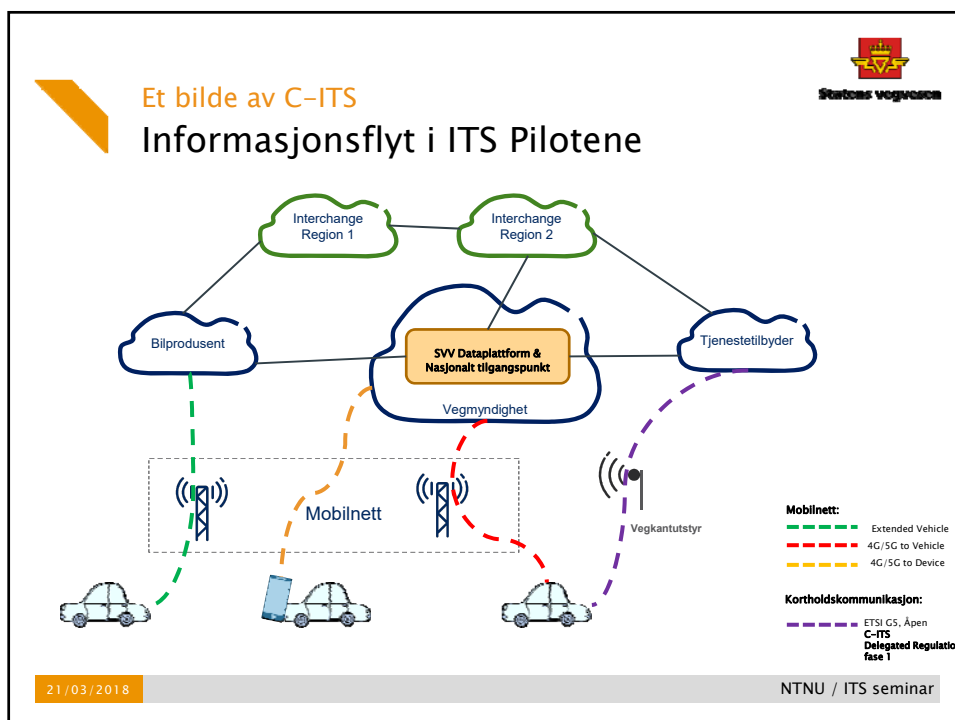 Et bilde av C-ITS
Informasjonsflyt i ITS Pilotene
Statens vegvesen
Interchange
Region 1
Interchange
Region 2
Bilprodusent
SVV Dataplattform &
Nasjonalt tilgangspunkt
Tjenestetilbyder
Vegmyndighet
Mobilnett
Vegkantutstyr
Mobilnett:
Extended Vehicle
4G/5G to Vehicle
4G/5G to Device
Kortholdskommunikasjon:
ETSI G5, Åpen
C-ITS
Delegated Regulatio
fase 1
21/03/2018
NTNU / ITS seminar